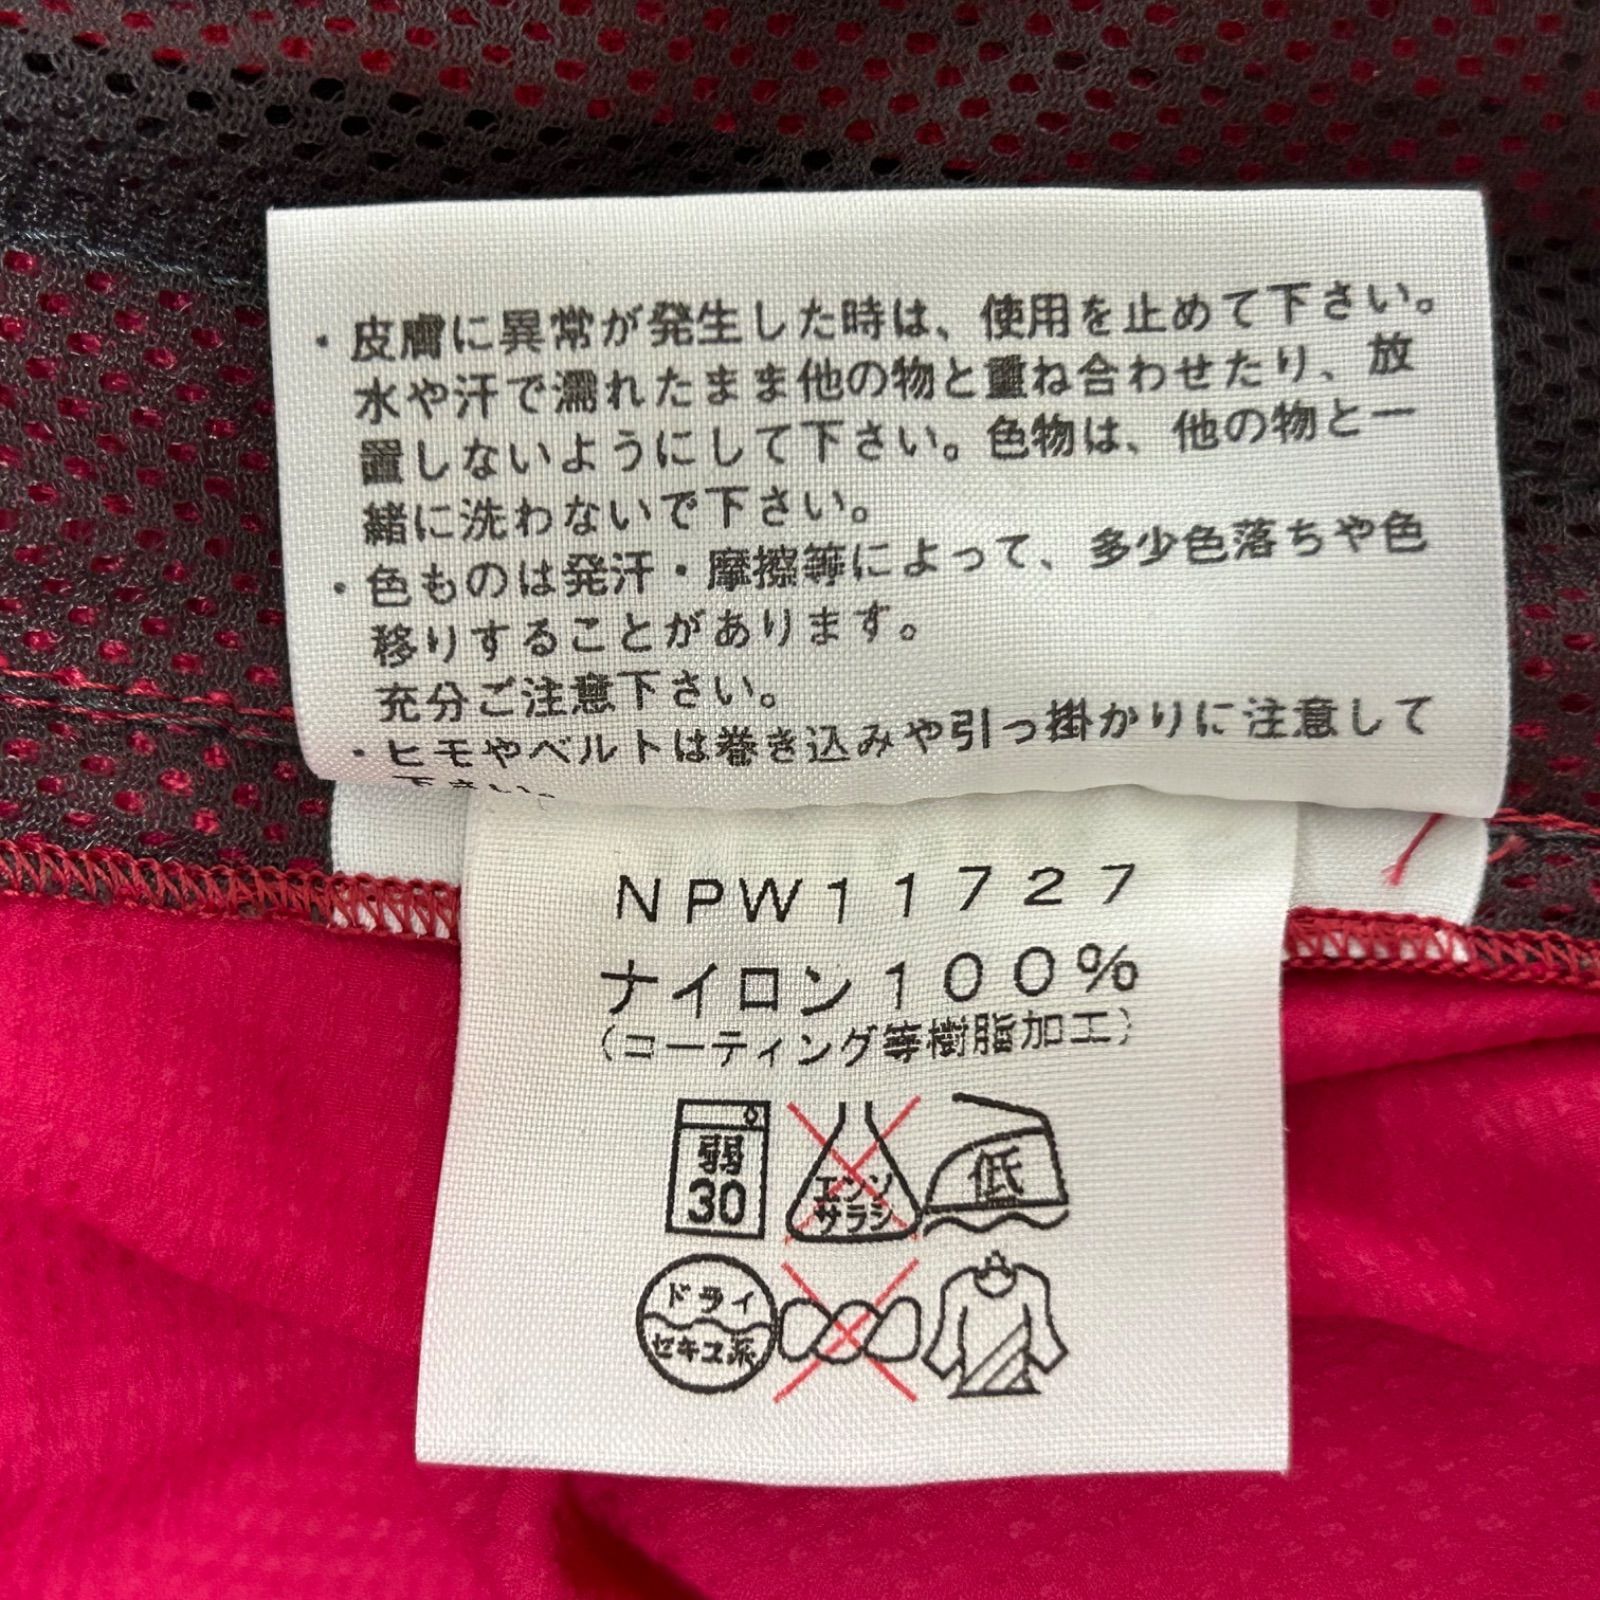 ・皮膚に異常が発生した時は、使用を止めて下さい。
水や汗で濡れたまま他の物と重ね合わせたり、放
置しないようにして下さい。色物は、他の物と一
緒に洗わないで下さい。
・色ものは発汗・摩擦等によって、多少色落ちや色
移りすることがあります。
充分ご注意下さい。
・ヒモやベルトは巻き込みや引っ掛かりに注意して
下さい。
NPW11727
ナイロン100%
(コーティング等樹脂加工)
弱
30
エンソ
サラシ
低
ドライ
セキユ系